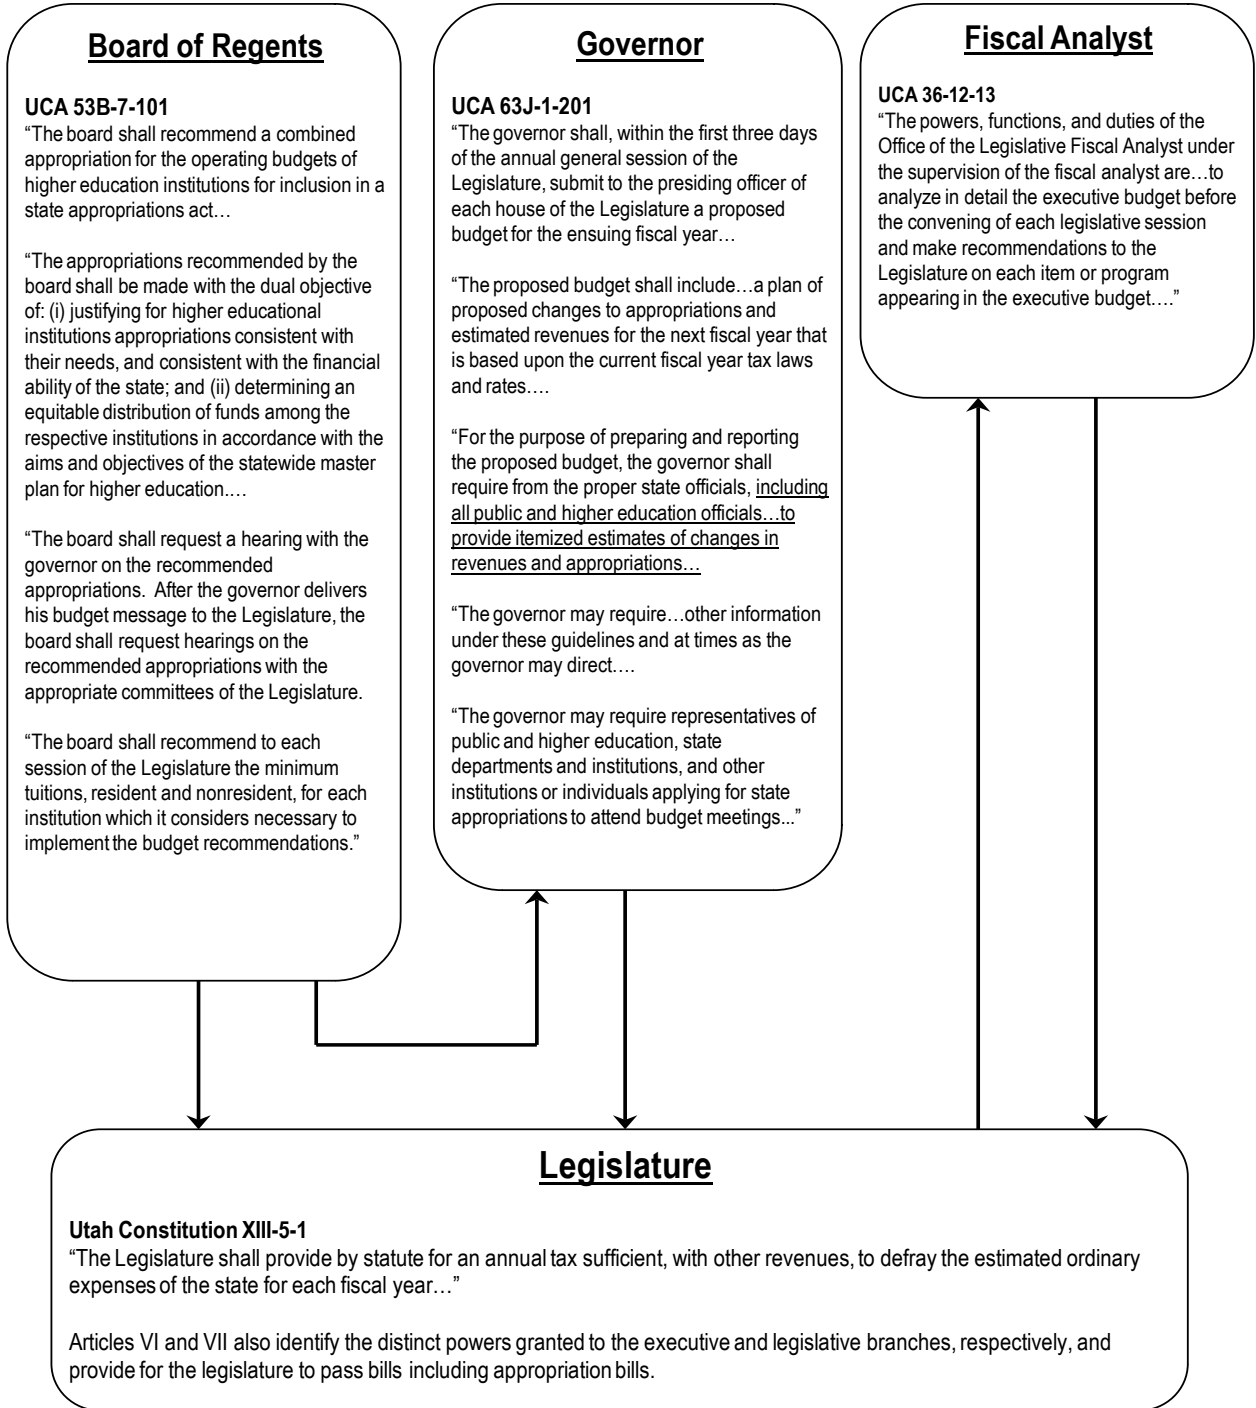 Board of Regents
UCA 53B-7-101
“The board shall recommend a combined
appropriation for the operating budgets of
higher education institutions for inclusion in a
state appropriations act…
“The appropriations recommended by the
board shall be made with the dual objective
of: (i) justifying for higher educational
institutions appropriations consistent with
their needs, and consistent with the financial
ability of the state; and (ii) determining an
equitable distribution of funds among the
respective institutions in accordance with the
aims and objectives of the statewide master
plan for higher education.…
“The board shall request a hearing with the
governor on the recommended
appropriations. After the governor delivers
his budget message to the Legislature, the
board shall request hearings on the
recommended appropriations with the
appropriate committees of the Legislature.
“The board shall recommend to each
session of the Legislature the minimum
tuitions, resident and nonresident, for each
institution which it considers necessary to
implement the budget recommendations.”
Governor
UCA 63J-1-201
“The governor shall, within the first three days
of the annual general session of the
Legislature, submit to the presiding officer of
each house of the Legislature a proposed
budget for the ensuing fiscal year…
“The proposed budget shall include…a plan of
proposed changes to appropriations and
estimated revenues for the next fiscal year that
is based upon the current fiscal year tax laws
and rates….
“For the purpose of preparing and reporting
the proposed budget, the governor shall
require from the proper state officials, including
all public and higher education officials…to
provide itemized estimates of changes in
revenues and appropriations…
“The governor may require…other information
under these guidelines and at times as the
governor may direct….
“The governor may require representatives of
public and higher education, state
departments and institutions, and other
institutions or individuals applying for state
appropriations to attend budget meetings...”
Fiscal Analyst
UCA 36-12-13
“The powers, functions, and duties of the
Office of the Legislative Fiscal Analyst under
the supervision of the fiscal analyst are…to
analyze in detail the executive budget before
the convening of each legislative session
and make recommendations to the
Legislature on each item or program
appearing in the executive budget….”
Legislature
Utah Constitution XIII-5-1
“The Legislature shall provide by statute for an annual tax sufficient, with other revenues, to defray the estimated ordinary
expenses of the state for each fiscal year…”
Articles VI and VII also identify the distinct powers granted to the executive and legislative branches, respectively, and
provide for the legislature to pass bills including appropriation bills.